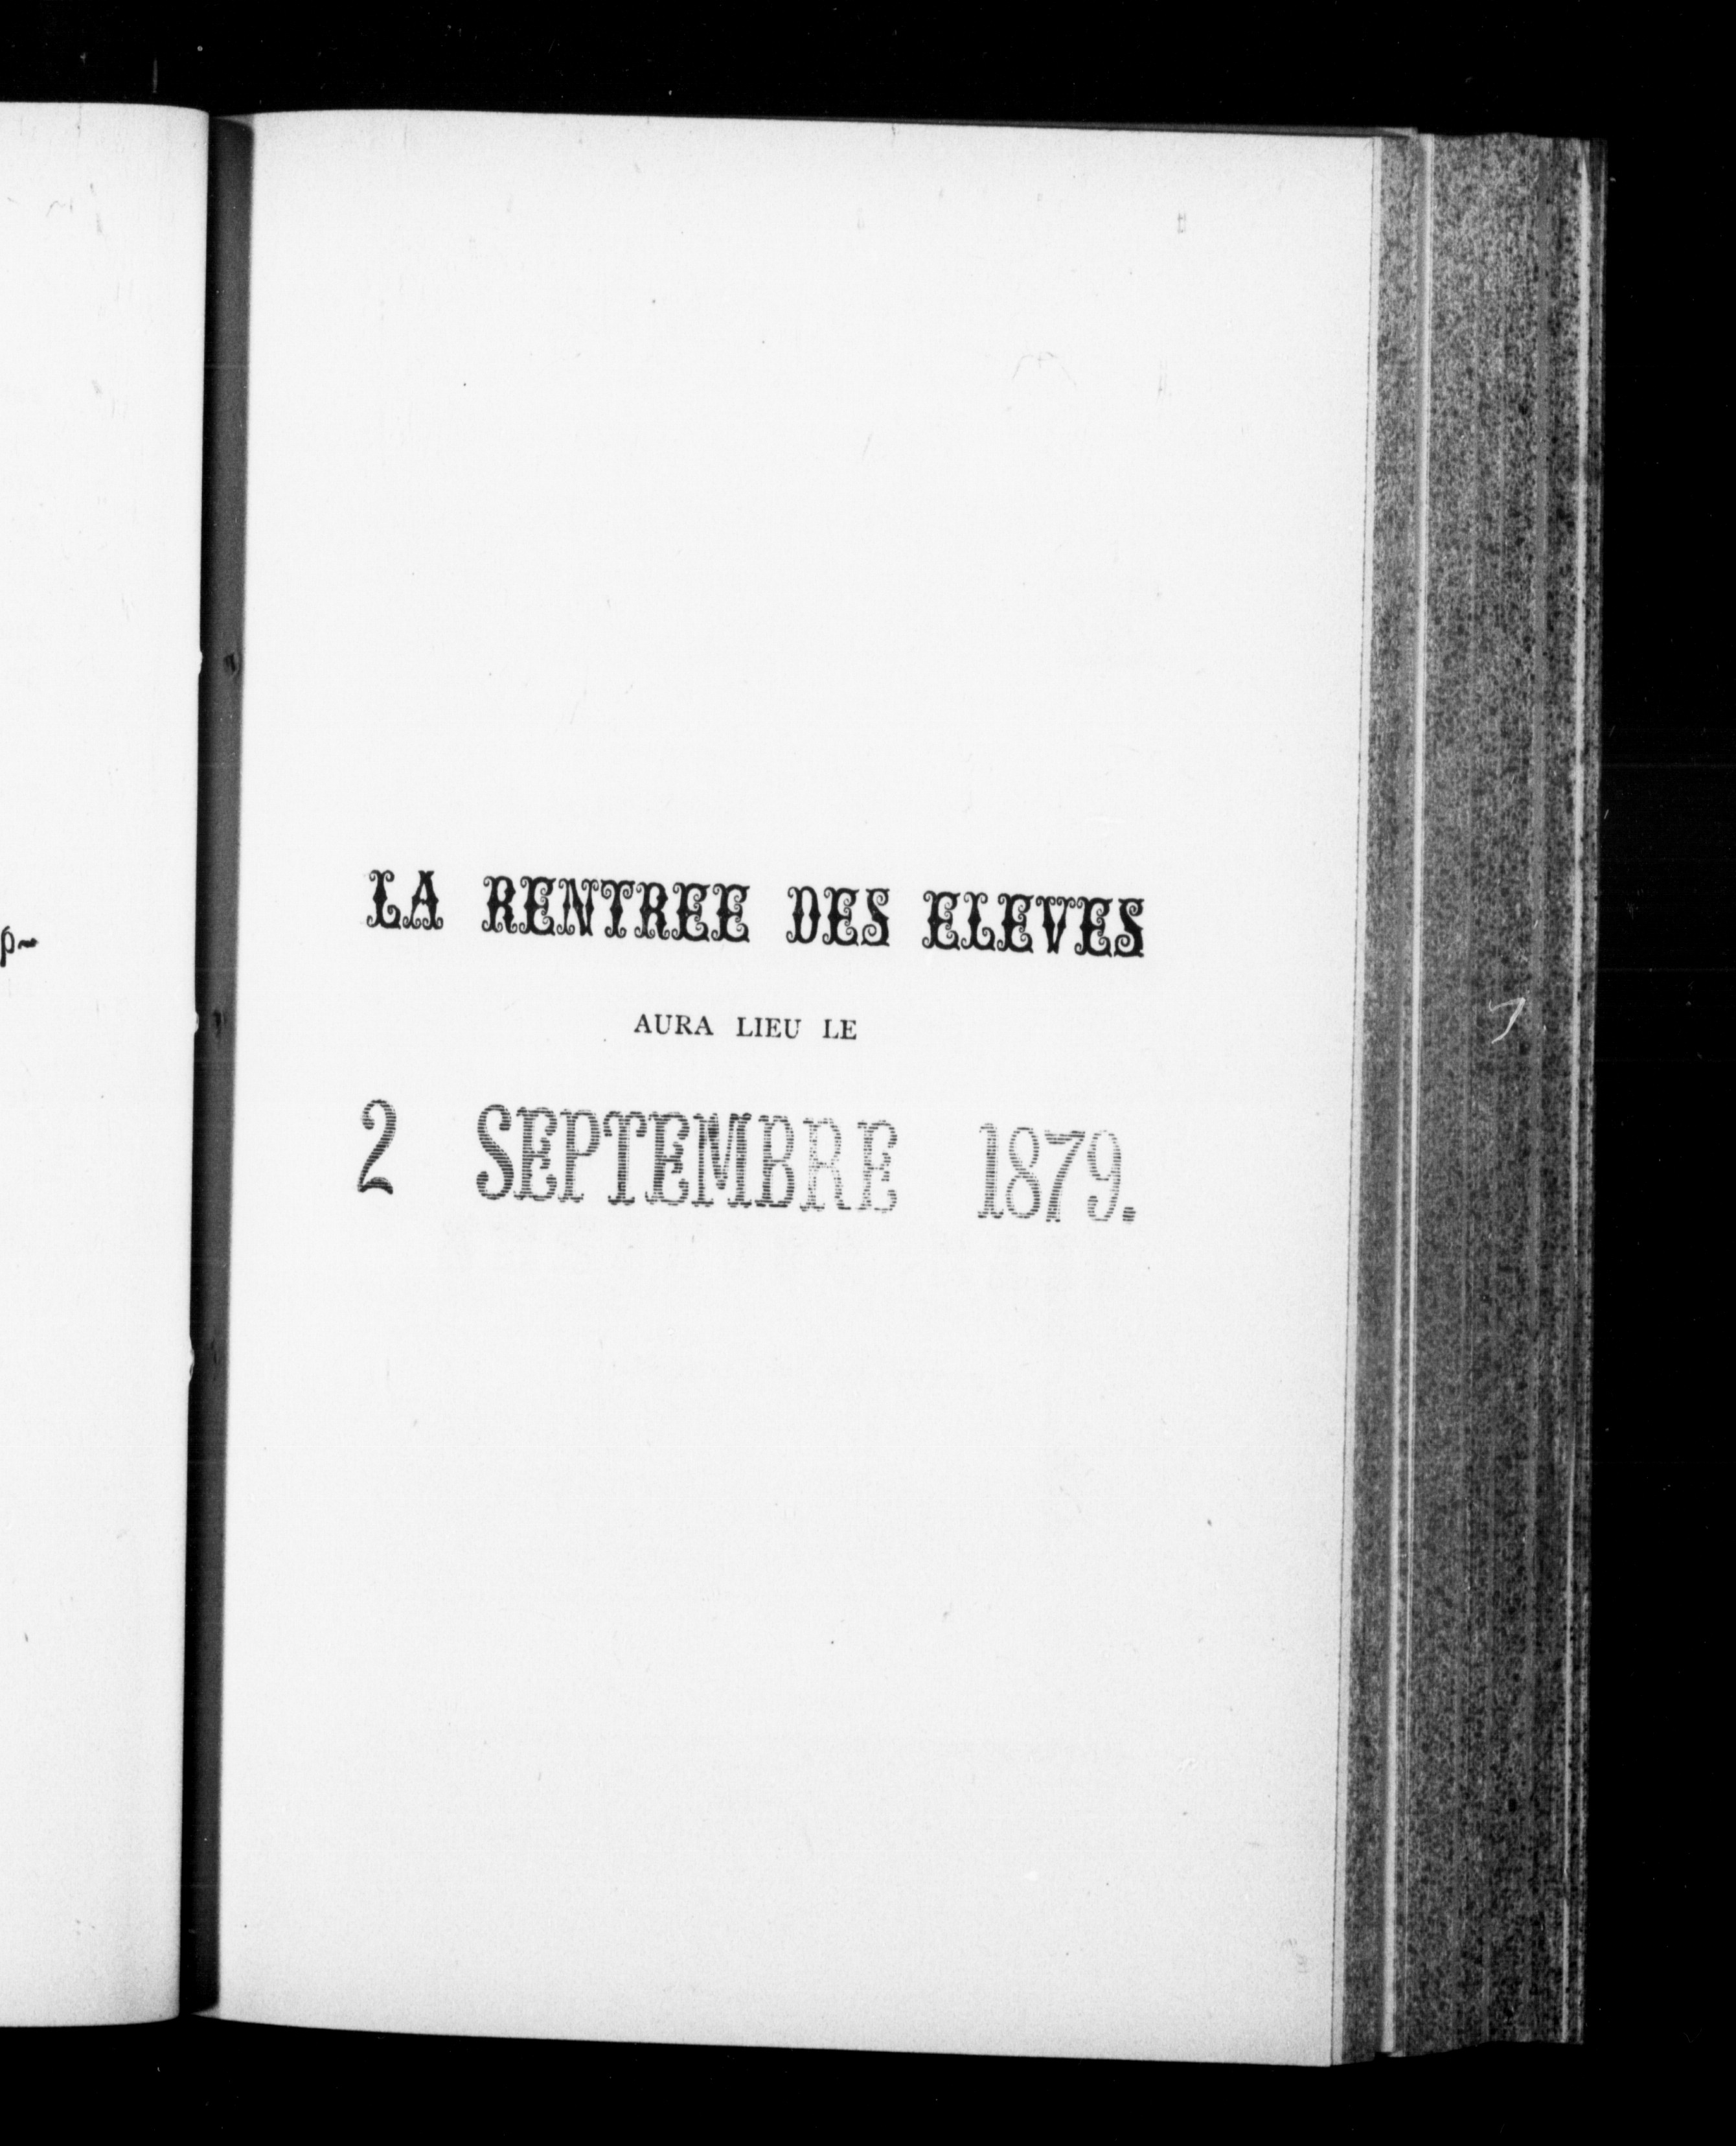 LA RENTREE DES ELEVES
AURA LIEU LE
2 SEPTEMBRE 1879.